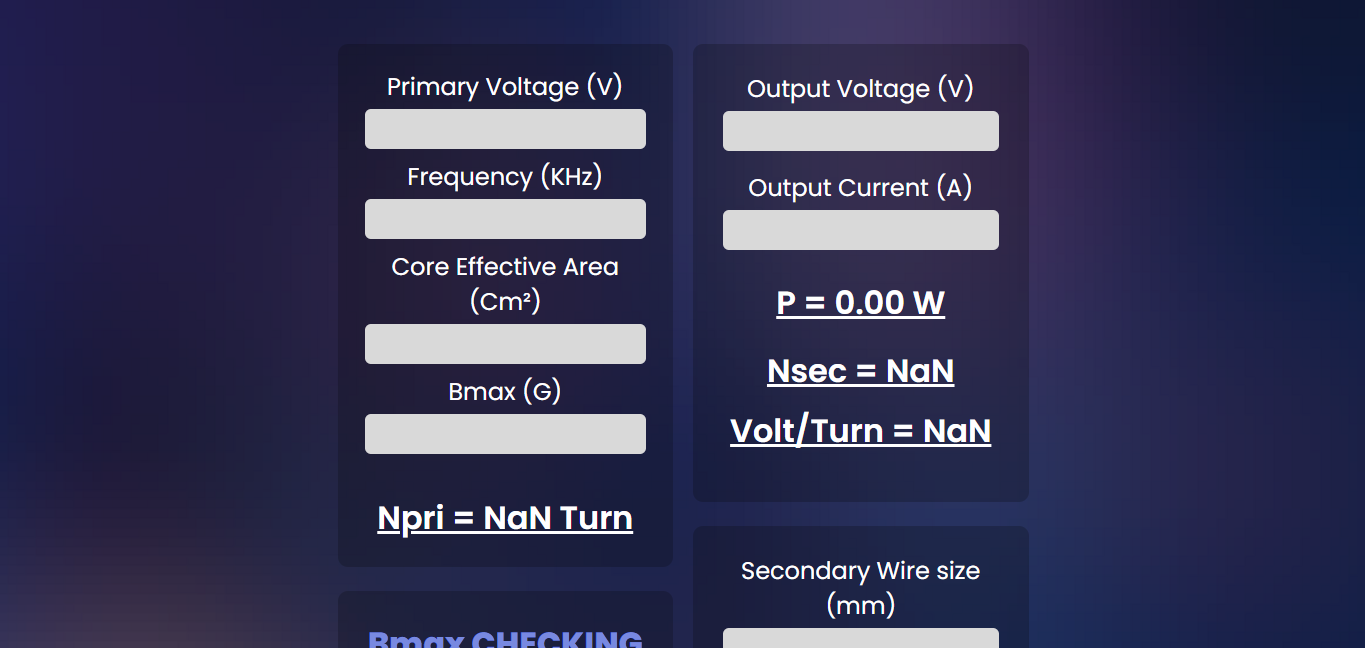 Primary Voltage (V)
Frequency (KHz)
Core Effective Area
(Cm²)
Bmax (G)
Npri = NaN Turn
Bmax CHECKING
Output Voltage (V)
Output Current (A)
P = 0.00 W
Nsec = NaN
Volt/Turn = NaN
Secondary Wire size
(mm)